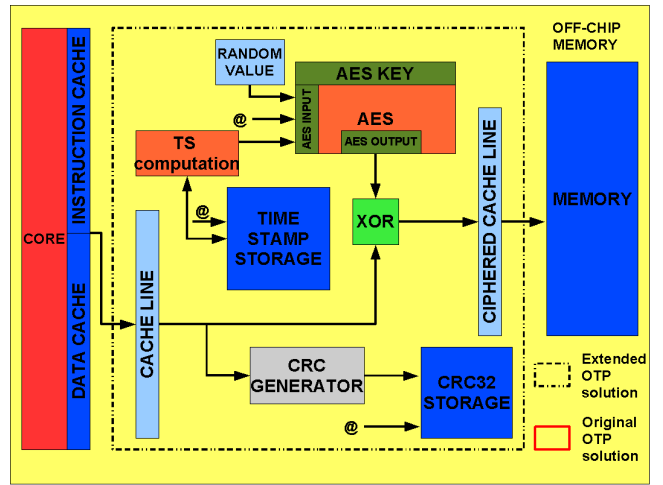 OFF-CHIP
MEMORY
INSTRUCTION CACHE
RANDOM
VALUE
AES KEY
AES INPUT
@
AES
AES OUTPUT
TS
computation
CIPHERED CACHE LINE
MEMORY
@
TIME
STAMP
STORAGE
XOR
CORE
CACHE LINE
DATA CACHE
CRC
GENERATOR
CRC32
STORAGE
@
Extended
OTP
solution
Original
OTP
solution